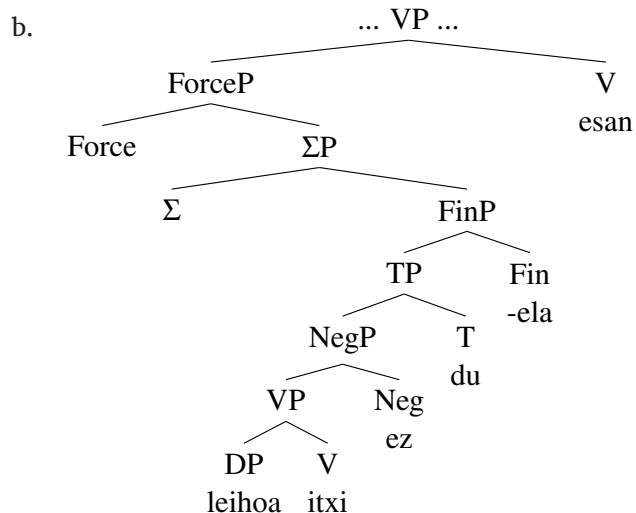 b.
... VP ...
ForceP V
esan
Force ΣP
Σ FinP
TP Fin
-ela
NegP T
du
VP Neg
ez
DP V
leihoa itxi